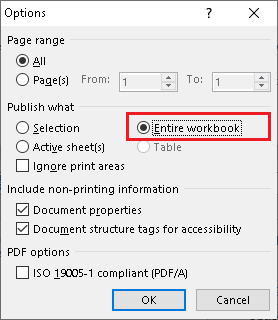 Options
Page range
All
Page(s) From: 1 To: 1
Publish what
Selection Entire workbook
Active sheet(s) Table
Ignore print areas
Include non-printing information
Document properties
Document structure tags for accessibility
PDF options
ISO 19005-1 compliant (PDF/A)
OK Cancel